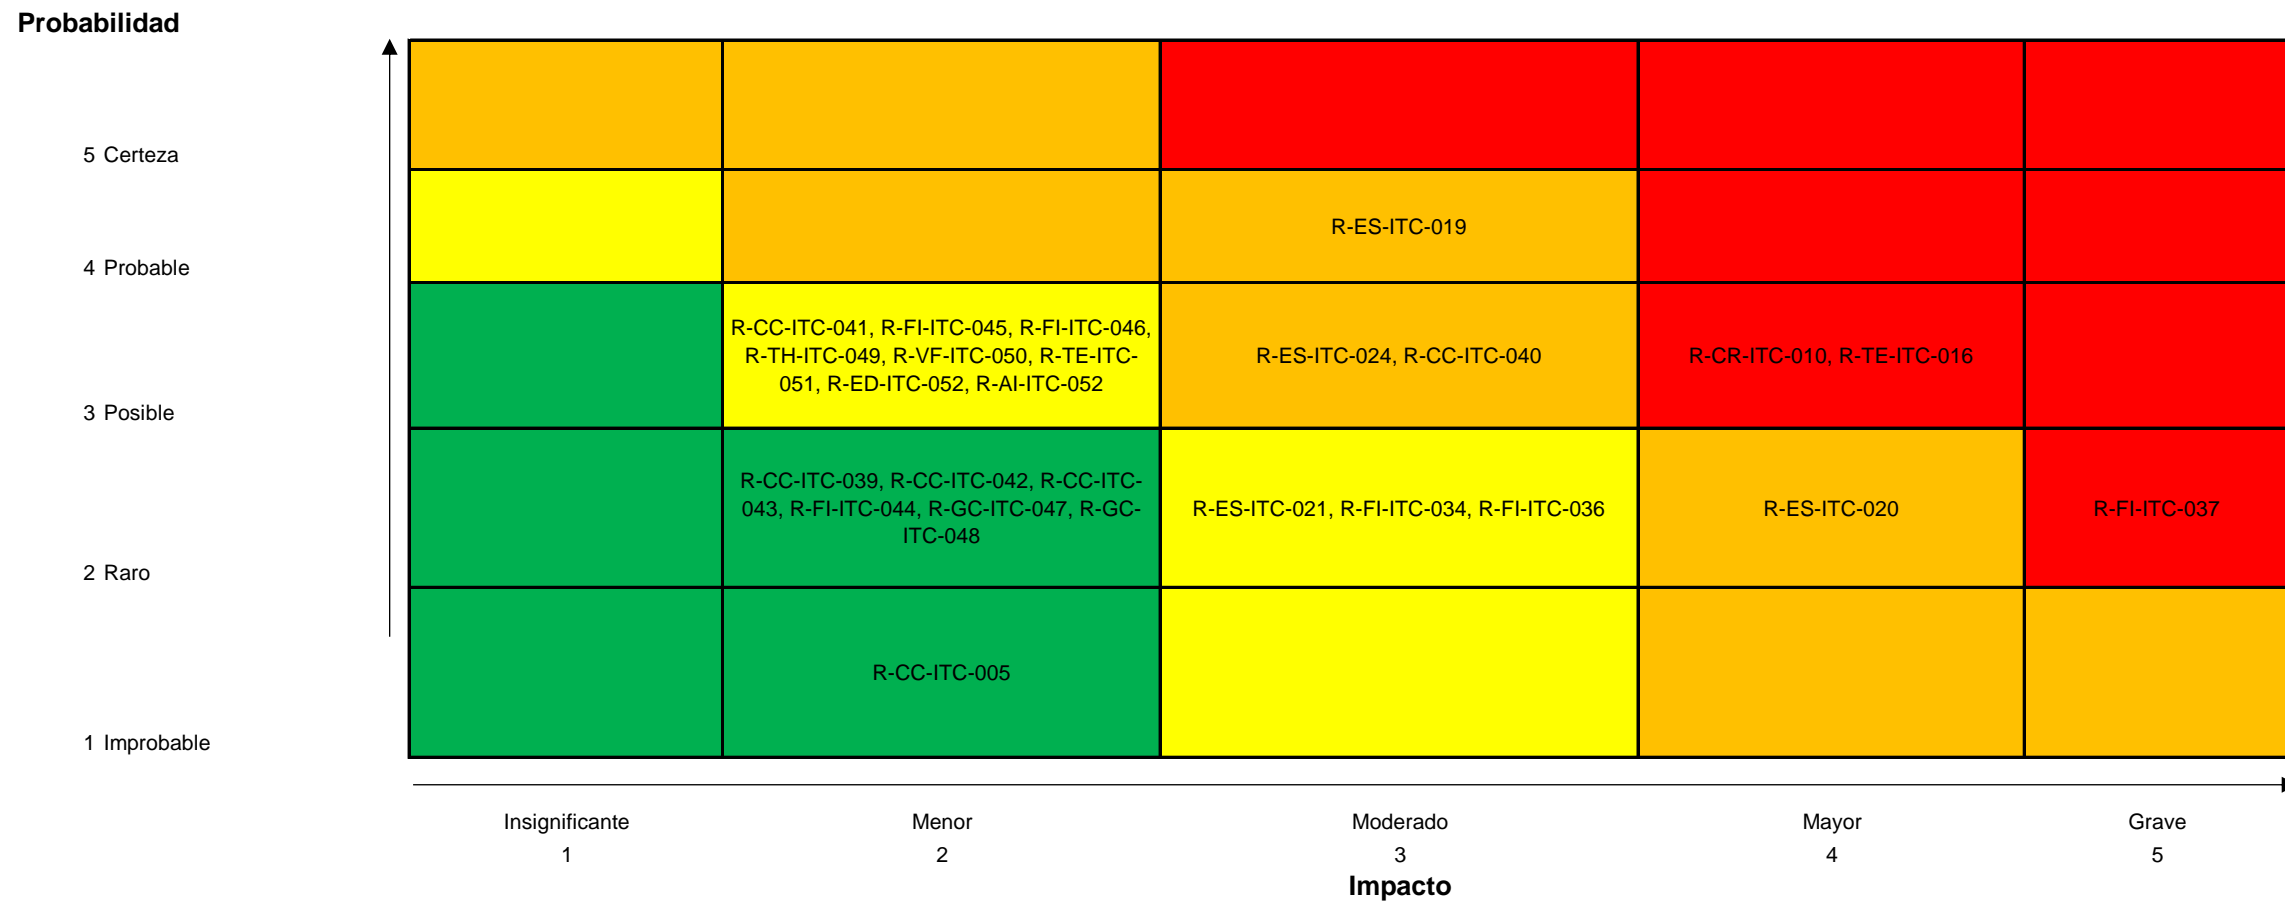 Probabilidad
5 Certeza
R-ES-ITC-019
4 Probable
R-CC-ITC-041, R-FI-ITC-045, R-FI-ITC-046,
R-TH-ITC-049, R-VF-ITC-050, R-TE-ITC-
051, R-ED-ITC-052, R-AI-ITC-052
R-ES-ITC-024, R-CC-ITC-040
R-CR-ITC-010, R-TE-ITC-016
3 Posible
R-CC-ITC-039, R-CC-ITC-042, R-CC-ITC-
043, R-FI-ITC-044, R-GC-ITC-047, R-GC-
ITC-048
R-ES-ITC-021, R-FI-ITC-034, R-FI-ITC-036
R-ES-ITC-020
R-FI-ITC-037
2 Raro
R-CC-ITC-005
1 Improbable
Insignificante
Menor
Moderado
Mayor
Grave
1
2
3
4
5
Impacto